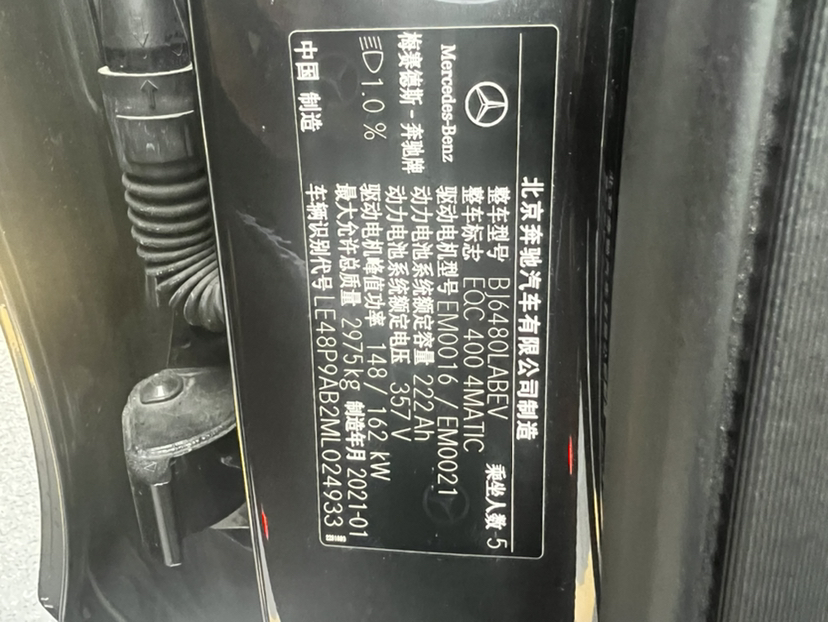 北京奔驰汽车有限公司制造
Mercedes-Benz
梅赛德斯-奔驰牌
1.0 %
中国 制造
整车型号 BJ6480LABEV 乘坐人数 5
整车标志 EQC 400 4MATIC
驱动电机型号 EM0016 / EM0021
动力电池系统额定容量 222Ah
动力电池系统额定电压 357V
驱动电机峰值功率 148 / 162 kW
最大允许总质量 2975kg 制造年月 2021-01
车辆识别代号 LE48P9AB2ML024933